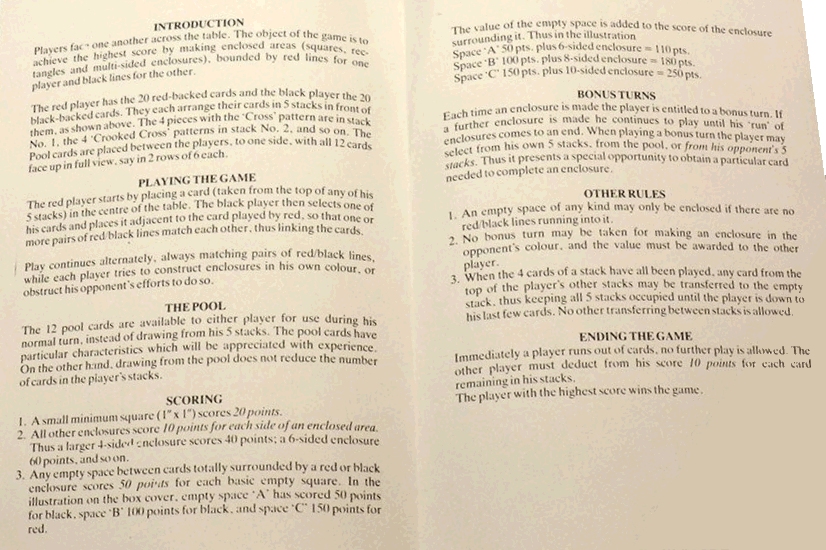 INTRODUCTION
Players fac one another across the table. The object of the game is to
achieve the highest score by making enclosed areas (squares, rec-
tangles and multi-sided enclosures), bounded by red lines for one
player and black lines for the other.
The red player has the 20 red-backed cards and the black player the 20
black-backed cards. They each arrange their cards in 5 stacks in front of
them, as shown above. The 4 pieces with the 'Cross' pattern are in stack
No. 1, the 4 'Crooked Cross' patterns in stack No. 2, and so on. The
Pool cards are placed between the players, to one side, with all 12 cards
face up in full view, say in 2 rows of 6 each.
PLAYING THE GAME
The red player starts by placing a card (taken from the top of any of his
5 stacks) in the centre of the table. The black player then selects one of
his cards and places it adjacent to the card played by red, so that one or
more pairs of red/black lines match each other, thus linking the cards.
Play continues alternately, always matching pairs of red/black lines,
while each player tries to construct enclosures in his own colour, or
obstruct his opponent's efforts to do so.
THE POOL
The 12 pool cards are available to either player for use during his
normal turn, instead of drawing from his 5 stacks. The pool cards have
particular characteristics which will be appreciated with experience.
On the other hand, drawing from the pool does not reduce the number
of cards in the player's stacks.
SCORING
1. A small minimum square (1" x 1") scores 20 points.
2. All other enclosures score 10 points for each side of an enclosed area.
Thus a larger 4-sided enclosure scores 40 points; a 6-sided enclosure
60 points, and so on.
3. Any empty space between cards totally surrounded by a red or black
enclosure scores 50 points for each basic empty square. In the
illustration on the box cover, empty space 'A' has scored 50 points
for black, space 'B' 100 points for black, and space 'C' 150 points for
red.
The value of the empty space is added to the score of the enclosure
surrounding it. Thus in the illustration
Space 'A' 50 pts. plus 6-sided enclosure = 110 pts.
Space 'B' 100 pts. plus 8-sided enclosure = 180 pts.
Space 'C' 150 pts. plus 10-sided enclosure = 250 pts.
BONUS TURNS
Each time an enclosure is made the player is entitled to a bonus turn. If
a further enclosure is made he continues to play until his 'run' of
enclosures comes to an end. When playing a bonus turn the player may
select from his own 5 stacks, from the pool, or from his opponent's 5
stacks. Thus it presents a special opportunity to obtain a particular card
needed to complete an enclosure.
OTHER RULES
1. An empty space of any kind may only be enclosed if there are no
red/black lines running into it.
2. No bonus turn may be taken for making an enclosure in the
opponent's colour, and the value must be awarded to the other
player.
3. When the 4 cards of a stack have all been played, any card from the
top of the player's other stacks may be transferred to the empty
stack, thus keeping all 5 stacks occupied until the player is down to
his last few cards. No other transferring between stacks is allowed.
ENDING THE GAME
Immediately a player runs out of cards, no further play is allowed. The
other player must deduct from his score 10 points for each card
remaining in his stacks.
The player with the highest score wins the game.